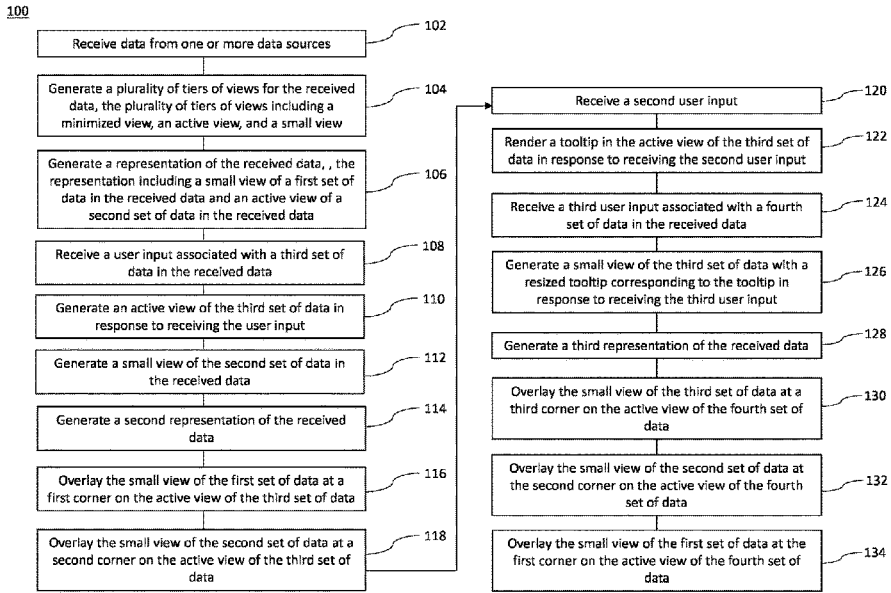 100
Receive data from one or more data sources
102
Generate a plurality of tiers of views for the received
data, the plurality of tiers of views including a
minimized view, an active view, and a small view
104
Generate a representation of the received data, , the
representation including a small view of a first set of
data in the received data and an active view of a
second set of data in the received data
106
Receive a user input associated with a third set of
data in the received data
108
Generate an active view of the third set of data in
response to receiving the user input
110
Generate a small view of the second set of data in
the received data
112
Generate a second representation of the received
data
114
Overlay the small view of the first set of data at a
first corner on the active view of the third set of data
116
Overlay the small view of the second set of data at a
second corner on the active view of the third set of
data
118
Receive a second user input
120
Render a tooltip in the active view of the third set of
data in response to receiving the second user input
122
Receive a third user input associated with a fourth
set of data in the received data
124
Generate a small view of the third set of data with a
resized tooltip corresponding to the tooltip in
response to receiving the third user input
126
Generate a third representation of the received data
128
Overlay the small view of the third set of data at a
third corner on the active view of the fourth set of
data
130
Overlay the small view of the second set of data at
the second corner on the active view of the fourth
set of data
132
Overlay the small view of the first set of data at the
first corner on the active view of the fourth set of
data
134